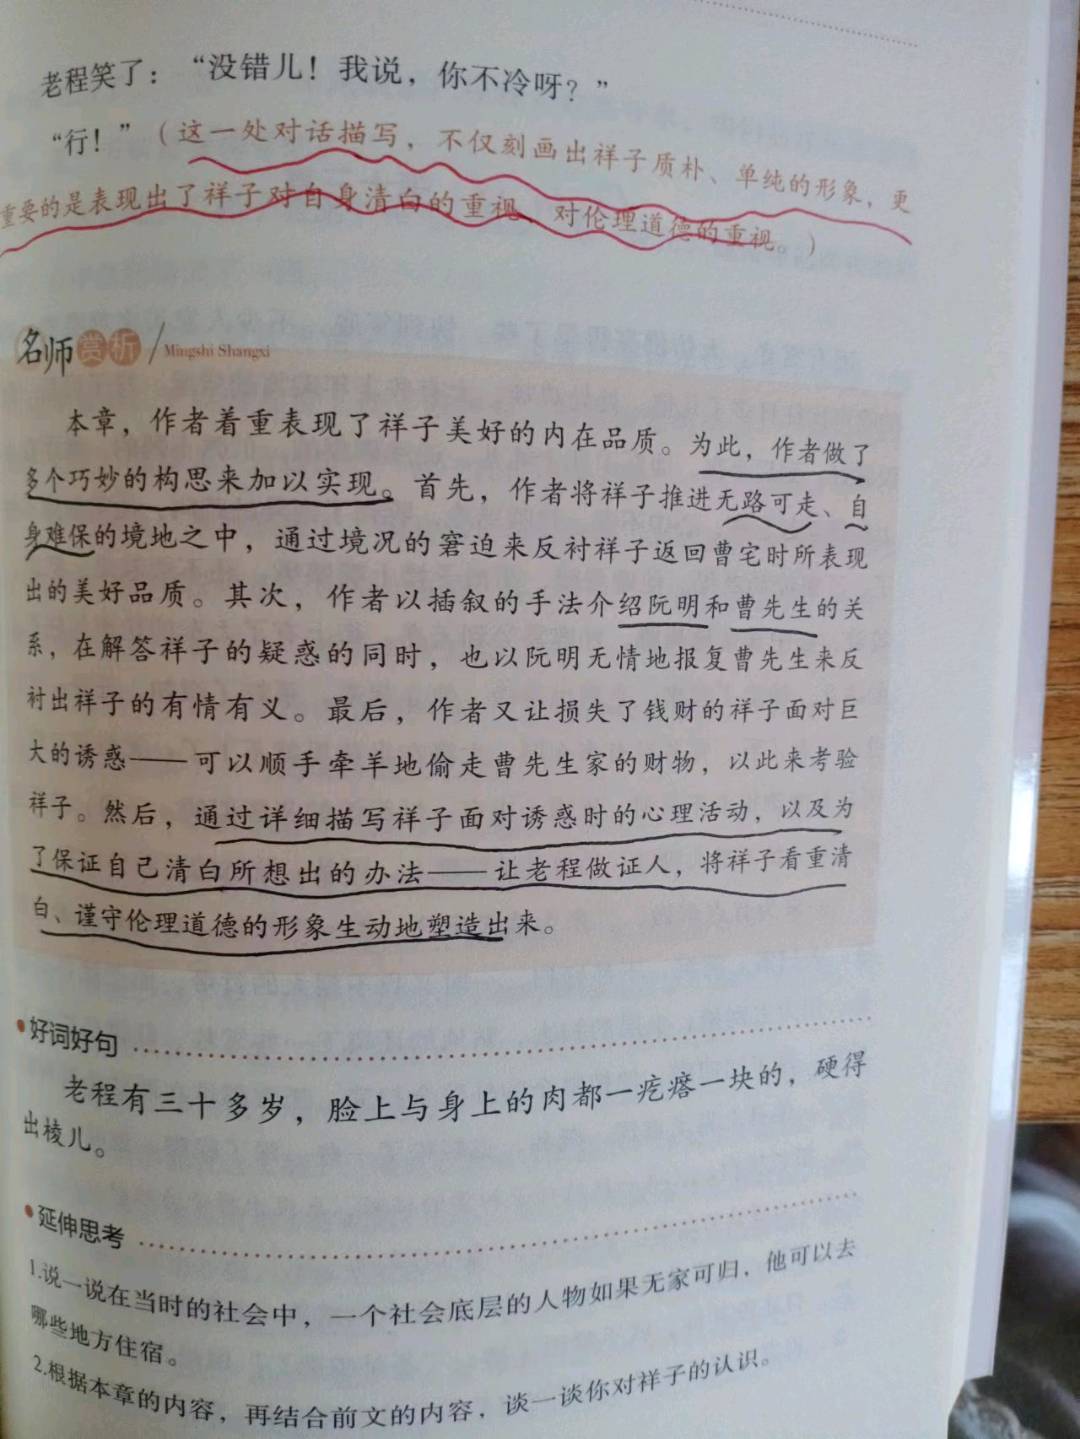 老程笑了：“没错儿！我说，你不冷呀？”
“行！”（这一处对话描写，不仅刻画出祥子质朴、单纯的形象，更
重要的是表现出了祥子对自身清白的重视、对伦理道德的重视。）
名师赏析/Mingshi Shangxi
本章，作者着重表现了祥子美好的内在品质。为此，作者做了
多个巧妙的构思来加以实现。首先，作者将祥子推进无路可走、自
身难保的境地之中，通过境况的窘迫来反衬祥子返回曹宅时所表现
出的美好品质。其次，作者以插叙的手法介绍阮明和曹先生的关
系，在解答祥子的疑惑的同时，也以阮明无情地报复曹先生来反
衬出祥子的有情有义。最后，作者又让损失了钱财的祥子面对巨
大的诱惑——可以顺手牵羊地偷走曹先生家的财物，以此来考验
祥子。然后，通过详细描写祥子面对诱惑时的心理活动，以及为
了保证自己清白所想出的办法——让老程做证人，将祥子看重清
白、谨守伦理道德的形象生动地塑造出来。
好词好句
老程有三十多岁，脸上与身上的肉都一疙瘩一块的，硬得
出棱儿。
延伸思考
1.说一说在当时的社会中，一个社会底层的人物如果无家可归，他可以去
哪些地方住宿。
2.根据本章的内容，再结合前文的内容，谈一谈你对祥子的认识。